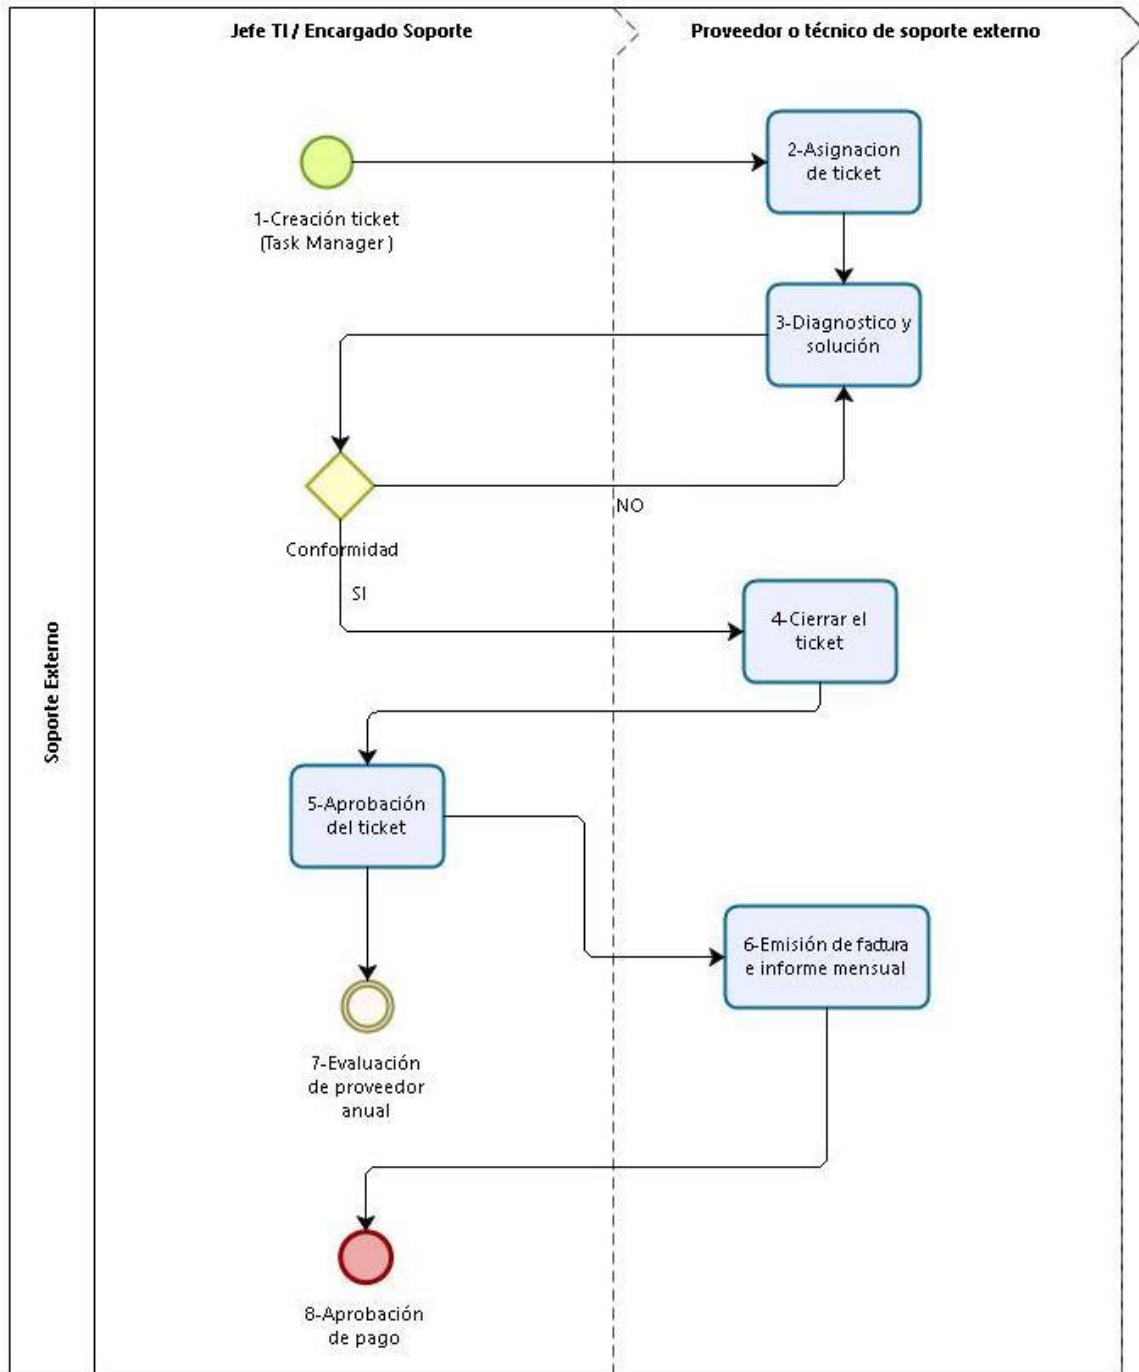 Jefe TI / Encargado Soporte
Proveedor o técnico de soporte externo
Soporte Externo
1-Creación ticket
(Task Manager )
2-Asignacion
de ticket
3-Diagnostico y
solución
Conformidad
NO
SI
4-Cierrar el
ticket
5-Aprobación
del ticket
6-Emisión de factura
e informe mensual
7-Evaluación
de proveedor
anual
8-Aprobación
de pago